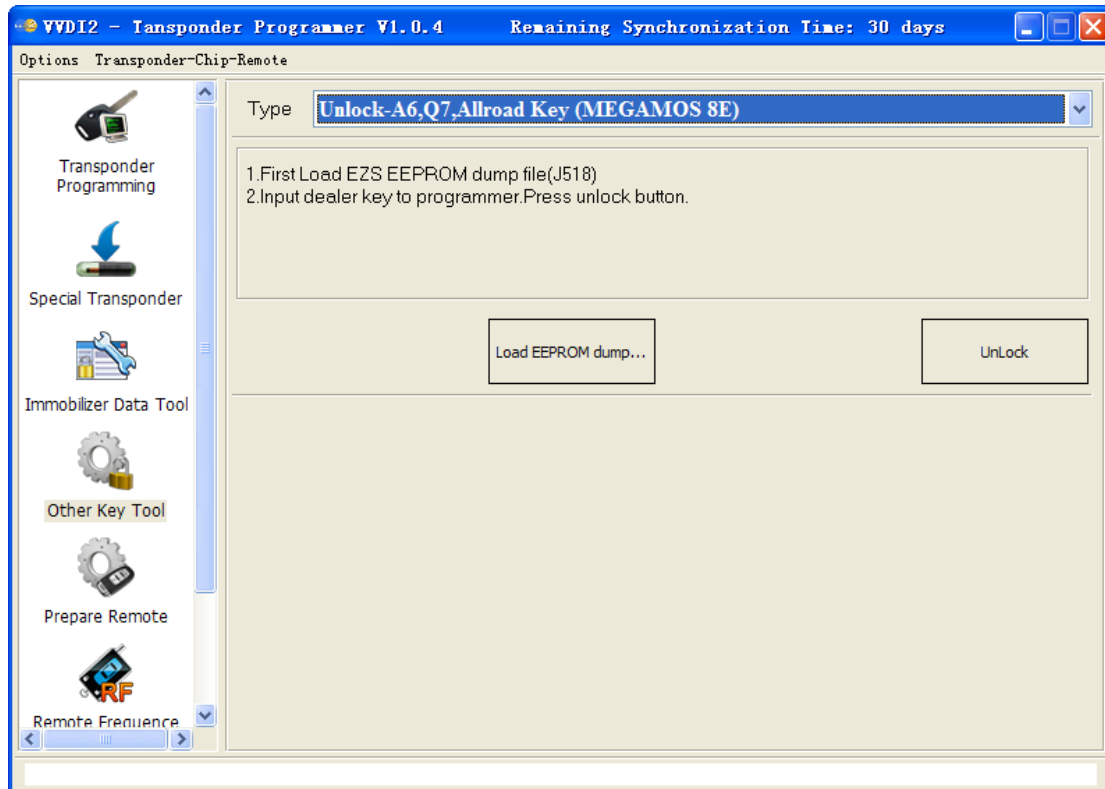 VVDI2 - Tansponder Programmer V1.0.4 Remaining Synchronization Time: 30 days
Options Transponder-Chip-Remote
Transponder
Programming
Special Transponder
Immobilizer Data Tool
Other Key Tool
Prepare Remote
RF
Remote Frequence
Type Unlock-A6,Q7,Allroad Key (MEGAMOS 8E)
1.First Load EZS EEPROM dump file(J518)
2.Input dealer key to programmer.Press unlock button.
Load EEPROM dump...
UnLock